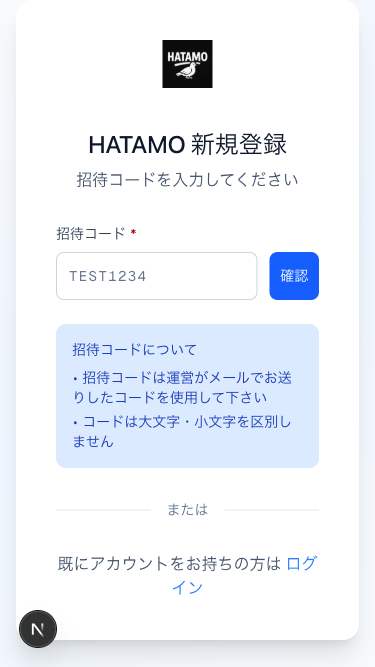 HATAMO
HATAMO 新規登録
招待コードを入力してください
招待コード *
TEST1234
確認
招待コードについて
• 招待コードは運営がメールでお送
りしたコードを使用して下さい
• コードは大文字・小文字を区別し
ません
または
既にアカウントをお持ちの方は ログ
イン
N